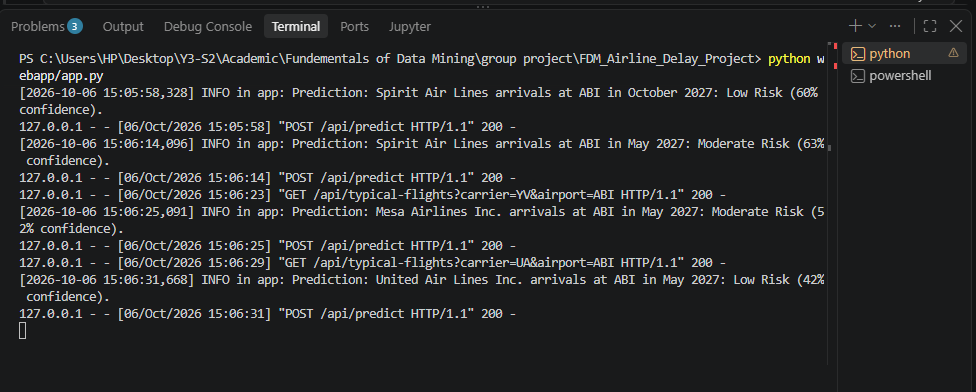 Problems 3 Output Debug Console Terminal Ports Jupyter
PS C:\Users\HP\Desktop\Y3-S2\Academic\Fundementals of Data Mining\group project\FDM_Airline_Delay_Project> python w
ebapp/app.py
[2026-10-06 15:05:58,328] INFO in app: Prediction: Spirit Air Lines arrivals at ABI in October 2027: Low Risk (60%
 confidence).
127.0.0.1 - - [06/Oct/2026 15:05:58] "POST /api/predict HTTP/1.1" 200 -
[2026-10-06 15:06:14,096] INFO in app: Prediction: Spirit Air Lines arrivals at ABI in May 2027: Moderate Risk (63%
 confidence).
127.0.0.1 - - [06/Oct/2026 15:06:14] "POST /api/predict HTTP/1.1" 200 -
127.0.0.1 - - [06/Oct/2026 15:06:23] "GET /api/typical-flights?carrier=YV&airport=ABI HTTP/1.1" 200 -
[2026-10-06 15:06:25,091] INFO in app: Prediction: Mesa Airlines Inc. arrivals at ABI in May 2027: Moderate Risk (5
2% confidence).
127.0.0.1 - - [06/Oct/2026 15:06:25] "POST /api/predict HTTP/1.1" 200 -
127.0.0.1 - - [06/Oct/2026 15:06:29] "GET /api/typical-flights?carrier=UA&airport=ABI HTTP/1.1" 200 -
[2026-10-06 15:06:31,668] INFO in app: Prediction: United Air Lines Inc. arrivals at ABI in May 2027: Low Risk (42%
 confidence).
127.0.0.1 - - [06/Oct/2026 15:06:31] "POST /api/predict HTTP/1.1" 200 -
python
powershell